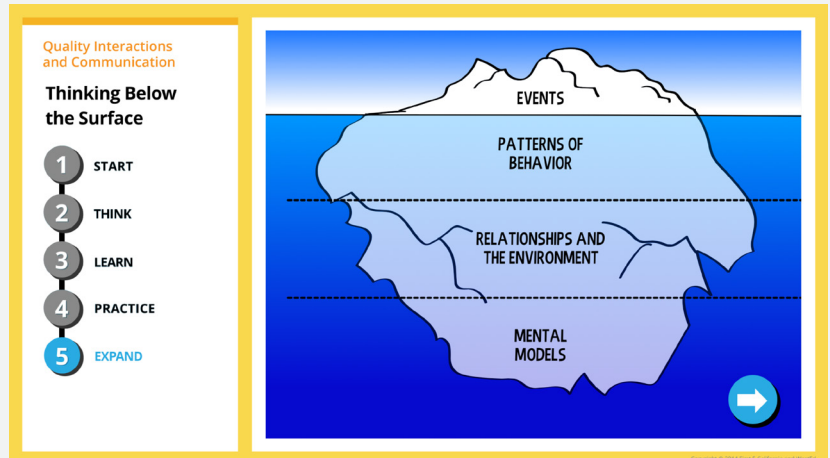 Quality Interactions
and Communication
Thinking Below
the Surface
1 START
2 THINK
3 LEARN
4 PRACTICE
5 EXPAND
EVENTS
PATTERNS OF
BEHAVIOR
RELATIONSHIPS AND
THE ENVIRONMENT
MENTAL
MODELS